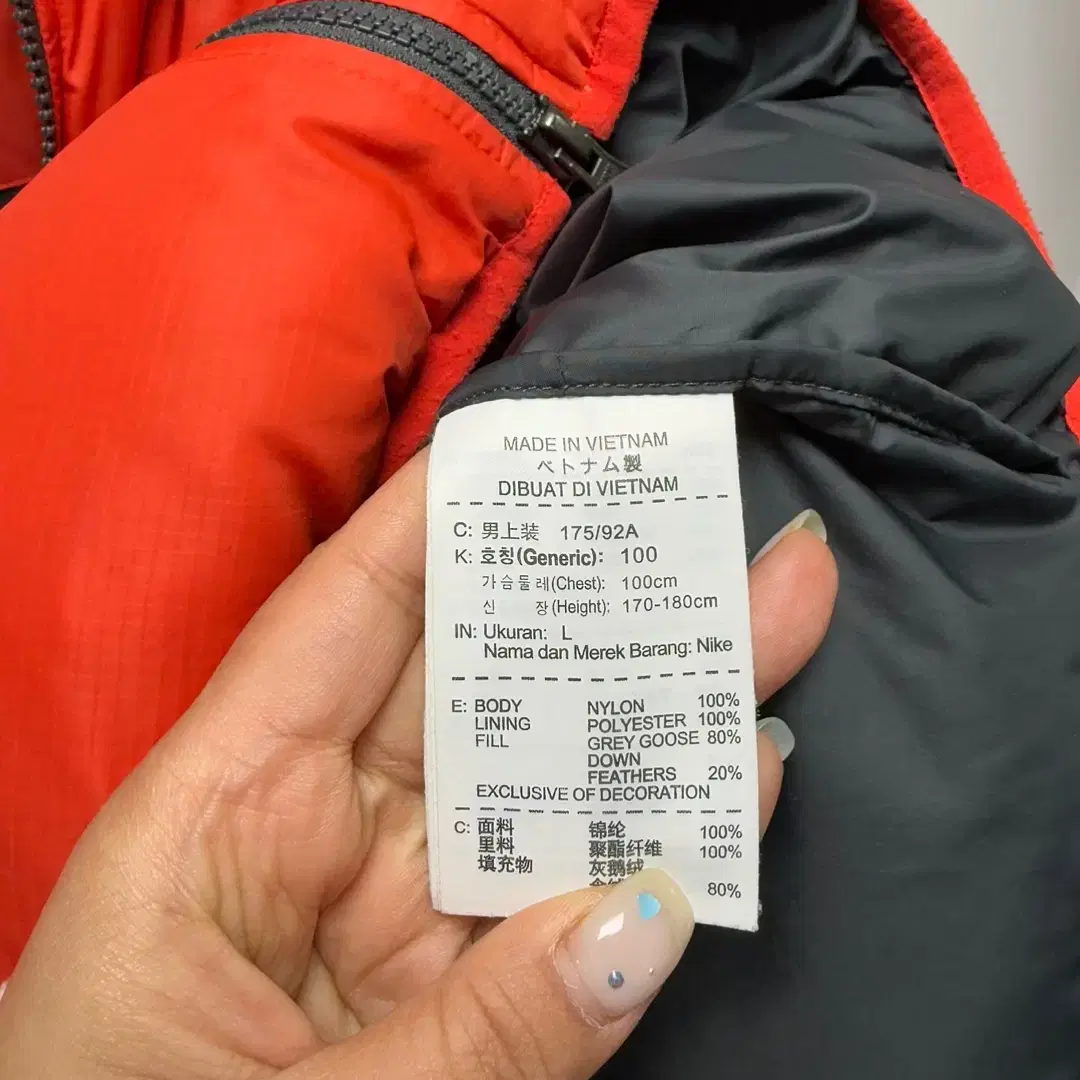 MADE IN VIETNAM
ベトナム製
DIBUAT DI VIETNAM
C: 男上装 175/92A
K: 호칭(Generic): 100
가슴둘레(Chest): 100cm
신 장(Height): 170-180cm
IN: Ukuran: L
Nama dan Merek Barang: Nike
E: BODY NYLON 100%
LINING POLYESTER 100%
FILL GREY GOOSE 80%
DOWN
FEATHERS 20%
EXCLUSIVE OF DECORATION
C: 面料 锦纶 100%
里料 聚酯纤维 100%
填充物 灰鹅绒
80%